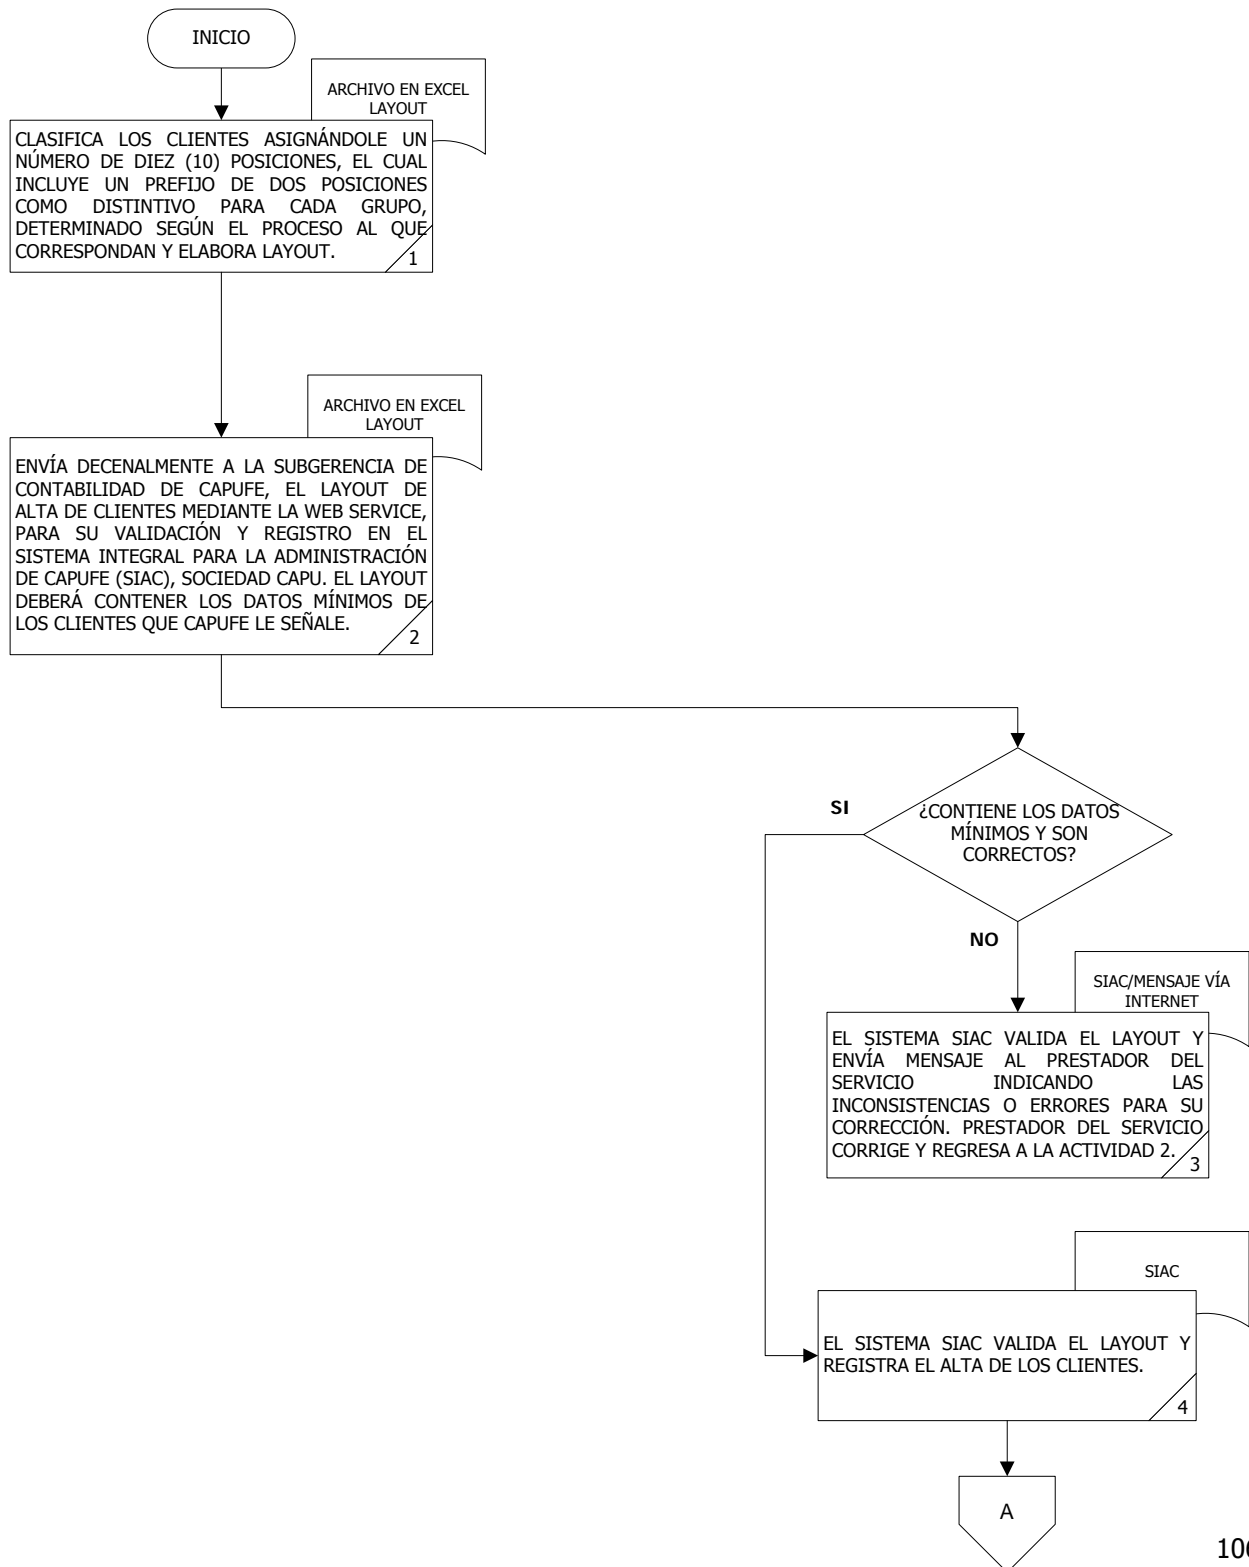 INICIO
ARCHIVO EN EXCEL
LAYOUT
CLASIFICA LOS CLIENTES ASIGNÁNDOLE UN
NÚMERO DE DIEZ (10) POSICIONES, EL CUAL
INCLUYE UN PREFIJO DE DOS POSICIONES
COMO DISTINTIVO PARA CADA GRUPO,
DETERMINADO SEGÚN EL PROCESO AL QUE
CORRESPONDAN Y ELABORA LAYOUT.
1
ARCHIVO EN EXCEL
LAYOUT
ENVÍA DECENALMENTE A LA SUBGERENCIA DE
CONTABILIDAD DE CAPUFE, EL LAYOUT DE
ALTA DE CLIENTES MEDIANTE LA WEB SERVICE,
PARA SU VALIDACIÓN Y REGISTRO EN EL
SISTEMA INTEGRAL PARA LA ADMINISTRACIÓN
DE CAPUFE (SIAC), SOCIEDAD CAPU. EL LAYOUT
DEBERÁ CONTENER LOS DATOS MÍNIMOS DE
LOS CLIENTES QUE CAPUFE LE SEÑALE.
2
SI
¿CONTIENE LOS DATOS
MÍNIMOS Y SON
CORRECTOS?
NO
SIAC/MENSAJE VÍA
INTERNET
EL SISTEMA SIAC VALIDA EL LAYOUT Y
ENVÍA MENSAJE AL PRESTADOR DEL
SERVICIO INDICANDO LAS
INCONSISTENCIAS O ERRORES PARA SU
CORRECCIÓN. PRESTADOR DEL SERVICIO
CORRIGE Y REGRESA A LA ACTIVIDAD 2.
3
SIAC
EL SISTEMA SIAC VALIDA EL LAYOUT Y
REGISTRA EL ALTA DE LOS CLIENTES.
4
A